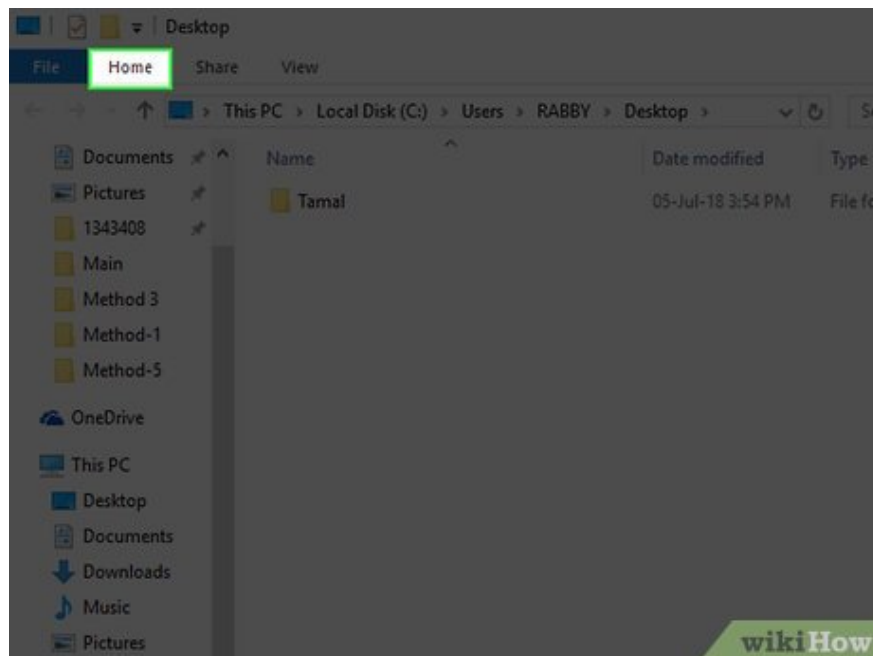 Desktop
File Home Share View
This PC > Local Disk (C:) > Users > RABBY > Desktop >
Documents
Pictures
1343408
Main
Method 3
Method-1
Method-5
OneDrive
This PC
Desktop
Documents
Downloads
Music
Pictures
Name Date modified Type
Tamal 05-Jul-18 3:54 PM File
wikiHow